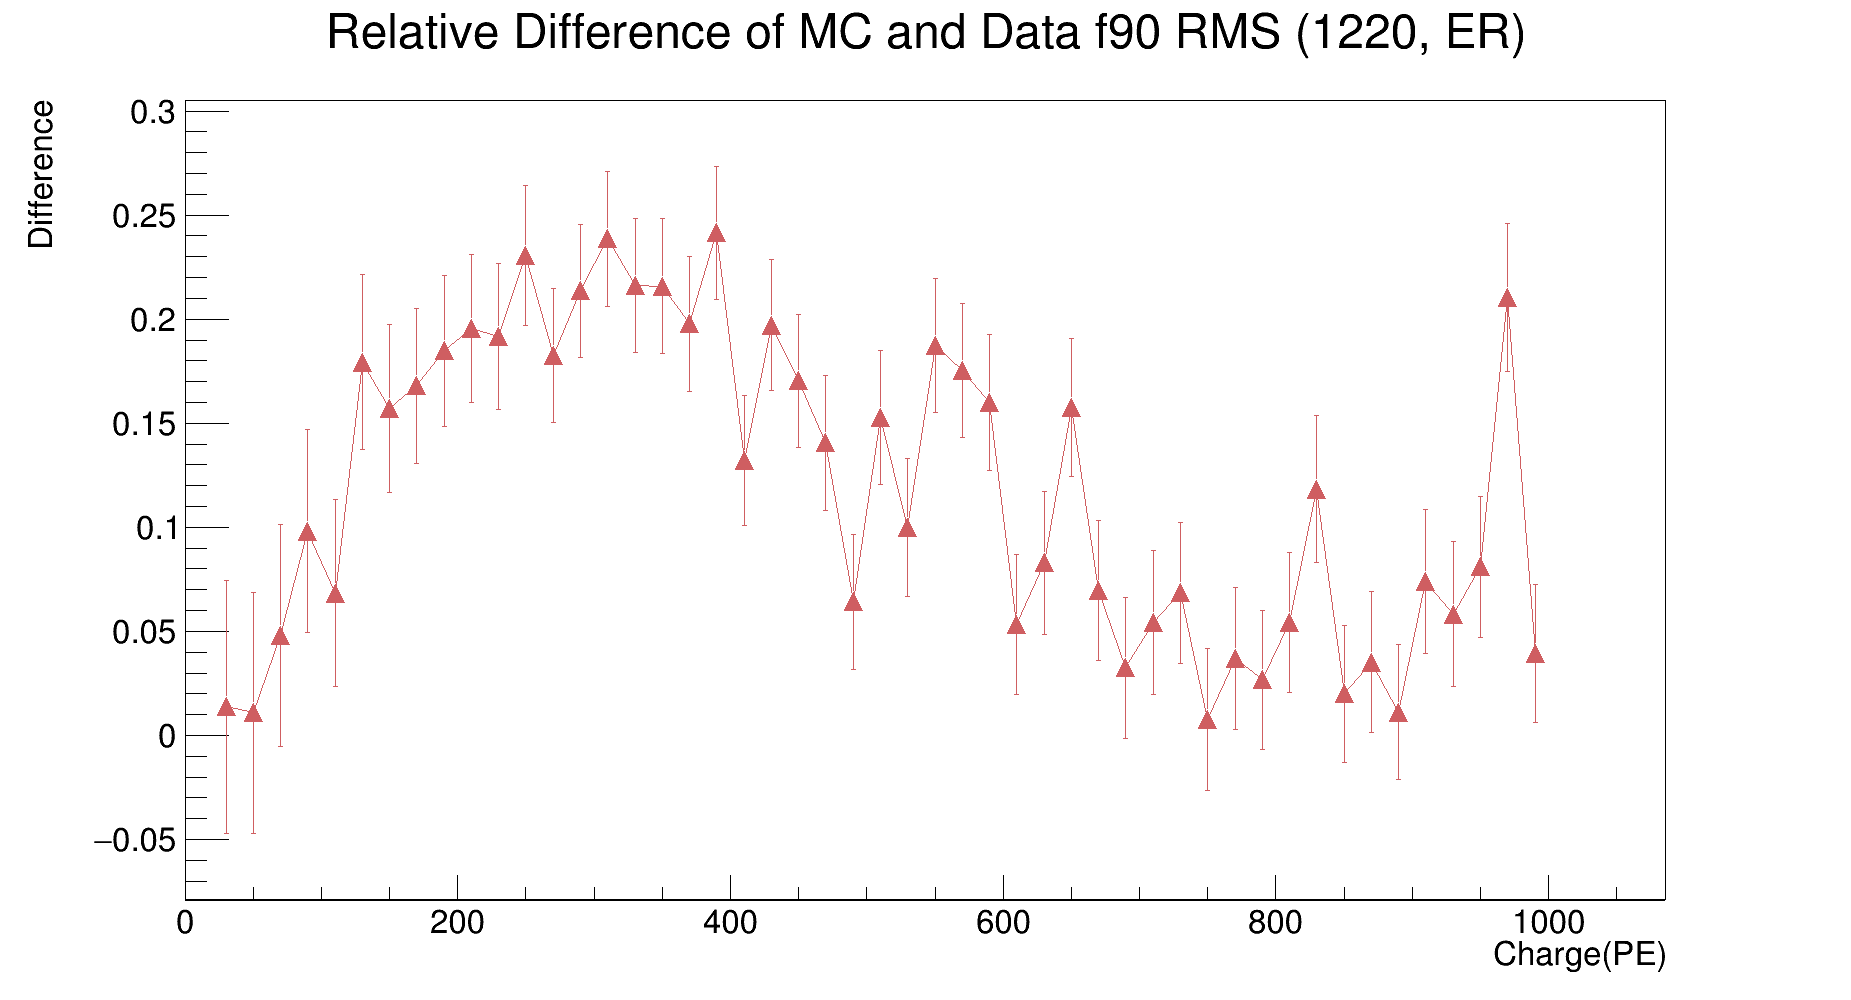 Relative Difference of MC and Data f90 RMS (1220, ER)
Difference
0.3
0.25
0.2
0.15
0.1
0.05
0
−0.05
0 200 400 600 800 1000
Charge(PE)